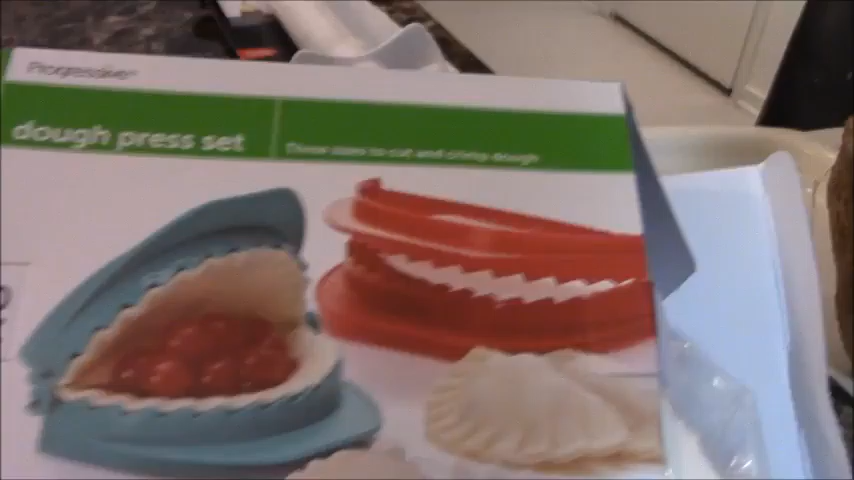 Progressive®
dough press set
Three sizes to cut and crimp dough